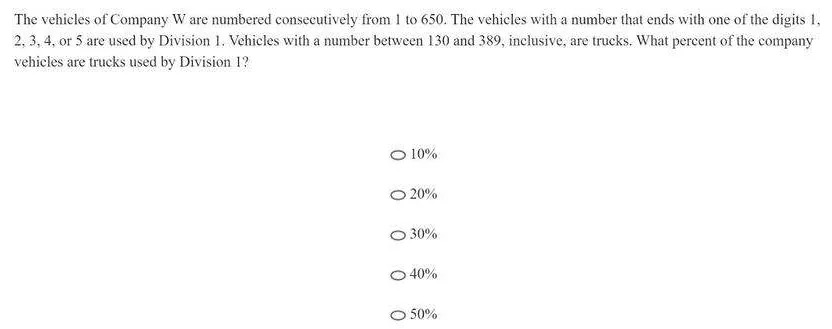 The vehicles of Company W are numbered consecutively from 1 to 650. The vehicles with a number that ends with one of the digits 1,
2, 3, 4, or 5 are used by Division 1. Vehicles with a number between 130 and 389, inclusive, are trucks. What percent of the company
vehicles are trucks used by Division 1?
10%
20%
30%
40%
50%